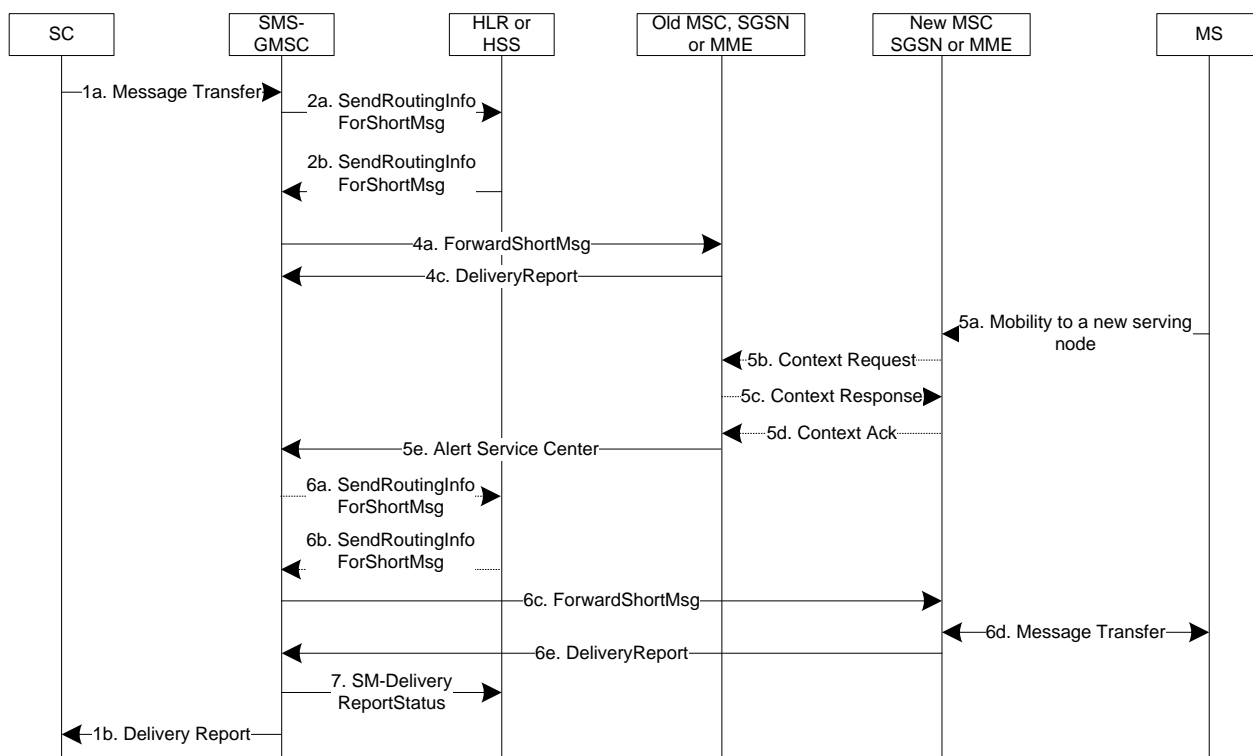 SC
SMS-
GMSC
HLR or
HSS
Old MSC, SGSN
or MME
New MSC
SGSN or MME
MS
1a. Message Transfer
2a. SendRoutingInfo
ForShortMsg
2b. SendRoutingInfo
ForShortMsg
4a. ForwardShortMsg
4c. DeliveryReport
5a. Mobility to a new serving
node
5b. Context Request
5c. Context Response
5d. Context Ack
5e. Alert Service Center
6a. SendRoutingInfo
ForShortMsg
6b. SendRoutingInfo
ForShortMsg
6c. ForwardShortMsg
6d. Message Transfer
6e. DeliveryReport
7. SM-Delivery
ReportStatus
1b. Delivery Report